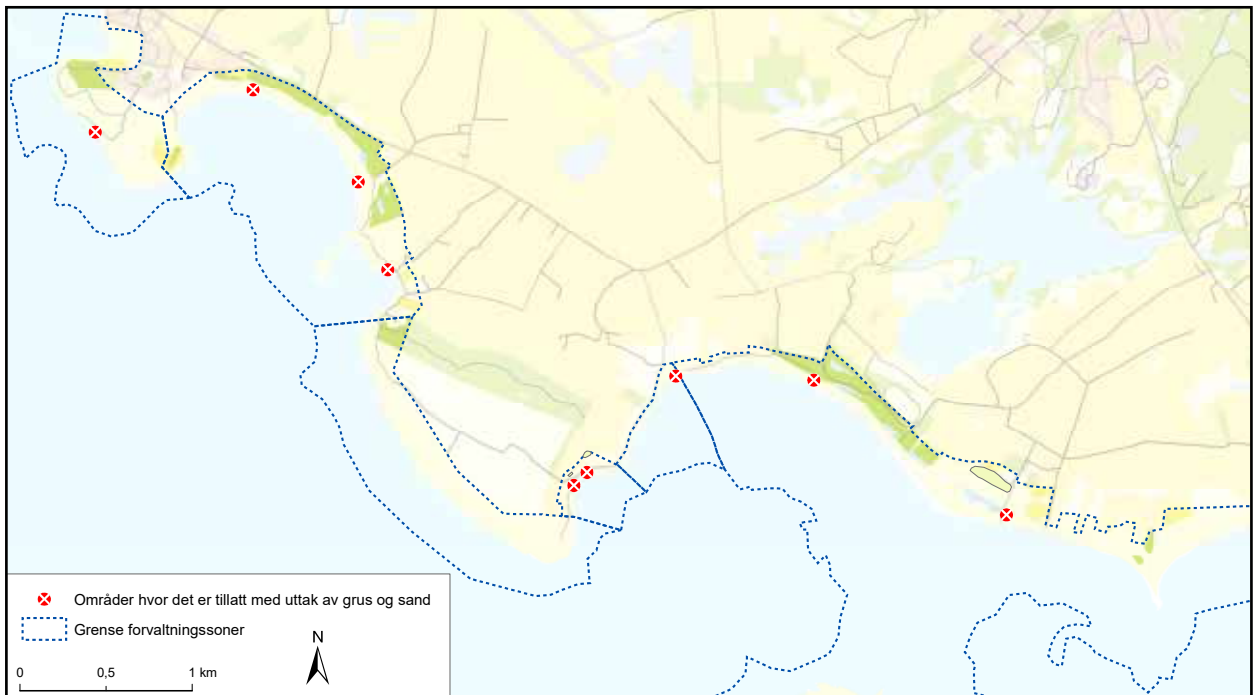 Områder hvor det er tillatt med uttak av grus og sand
Grense forvaltningssoner
N
0 0,5 1 km